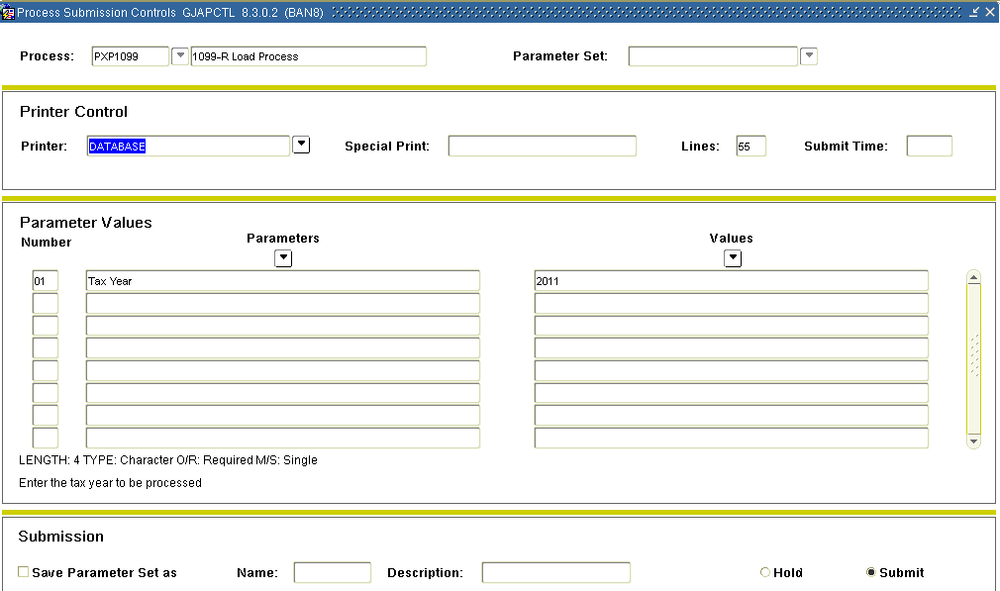 Process Submission Controls GJAPCTL 8.3.0.2 (BAN8)
Process: PXP1099 1099-R Load Process Parameter Set:
Printer Control
Printer: DATABASE Special Print: Lines: 55 Submit Time:
Parameter Values
Number Parameters Values
01 Tax Year 2011
LENGTH: 4 TYPE: Character O/R: Required M/S: Single
Enter the tax year to be processed
Submission
Save Parameter Set as Name: Description: Hold Submit